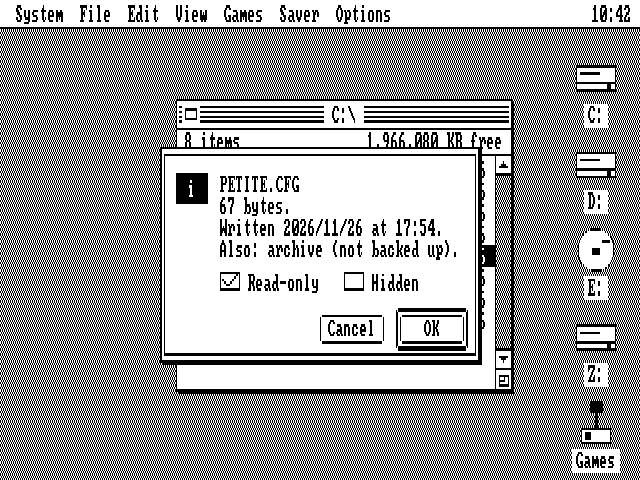 System File Edit View Games Saver Options 10:42
C:\
8 items 1,966,080 KB free
i
PETITE.CFG
67 bytes.
Written 2026/11/26 at 17:54.
Also: archive (not backed up).
Read-only Hidden
Cancel OK
C:
D:
E:
Z:
Games